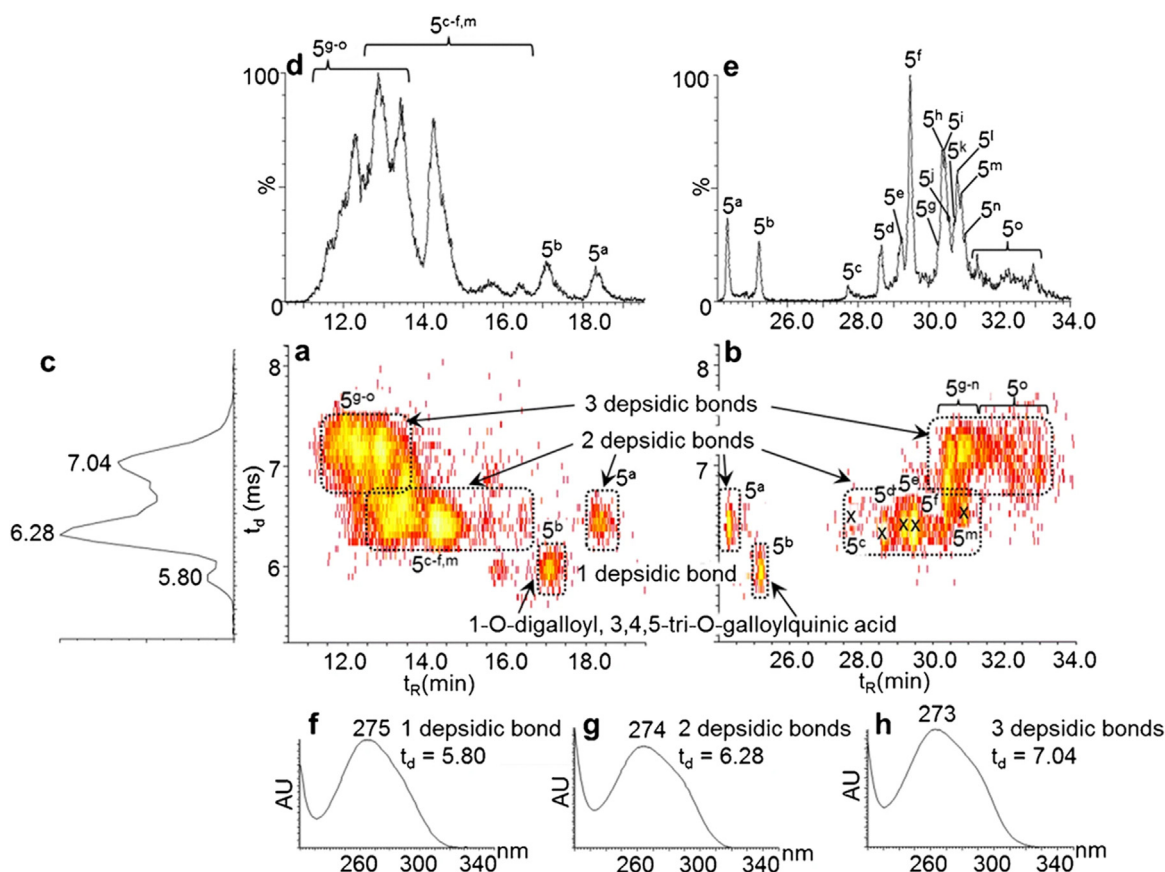 5c-f,m
5g-o
d
100
%
0
12.0 14.0 16.0 18.0
5b
5a
e
100
%
0
26.0 28.0 30.0 32.0 34.0
5a
5b
5c
5d
5e
5f
5g
5h
5i
5j
5k
5l
5m
5n
5o
c
7.04
6.28
5.80
a
8
7
6
td (ms)
5g-o
5c-f,m
5b
5a
12.0 14.0 16.0 18.0
tR(min)
3 depsidic bonds
2 depsidic bonds
1 depsidic bond
1-O-digalloyl, 3,4,5-tri-O-galloylquinic acid
b
8
7
6
5g-n
5o
5a
5b
5c
5d
5e
5f
5m
26.0 28.0 30.0 32.0 34.0
tR(min)
f
275
1 depsidic bond
td = 5.80
AU
260 300 340 nm
g
274
2 depsidic bonds
td = 6.28
AU
260 300 340 nm
h
273
3 depsidic bonds
td = 7.04
AU
260 300 340 nm